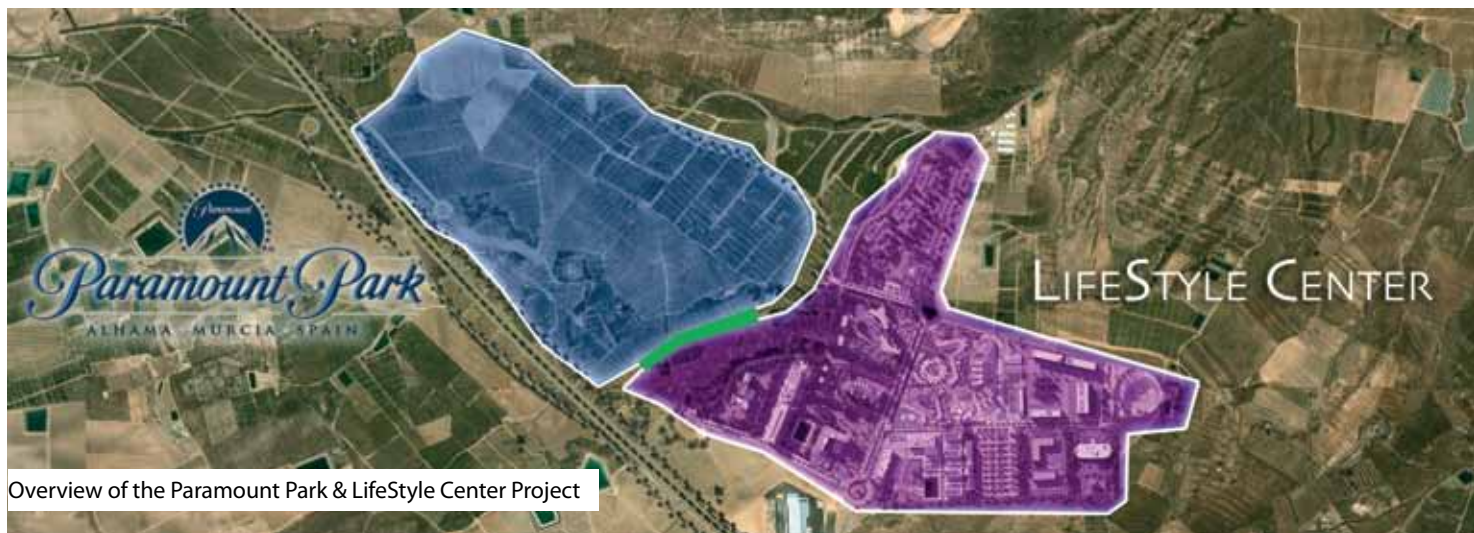 Paramount
Paramount Park
ALHAMA · MURCIA · SPAIN
LIFESTYLE CENTER
Overview of the Paramount Park & LifeStyle Center Project